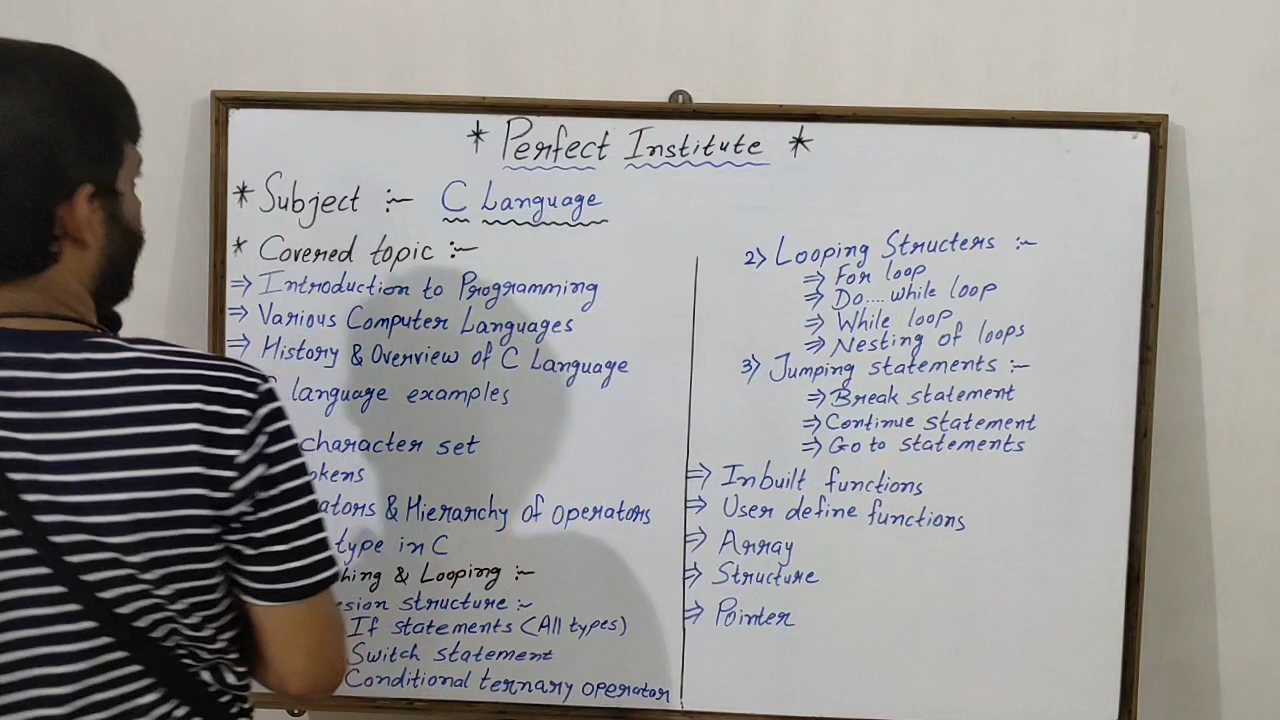 * Perfect Institute *
* Subject :- C Language
* Covered topic :-
⇒ Introduction to Programming
⇒ Various Computer Languages
⇒ History & Overview of C Language
language examples
character set
& Hierarchy of operators
type in C
& Looping :-
structure :-
If statements (All types)
Switch statement
Conditional ternary operator
2) Looping Structers :-
⇒ For loop
⇒ Do....while loop
⇒ While loop
⇒ Nesting of loops
3) Jumping statements :-
⇒ Break statement
⇒ Continue statement
⇒ Go to statements
⇒ Inbuilt functions
⇒ User define functions
⇒ Array
⇒ Structure
⇒ Pointer